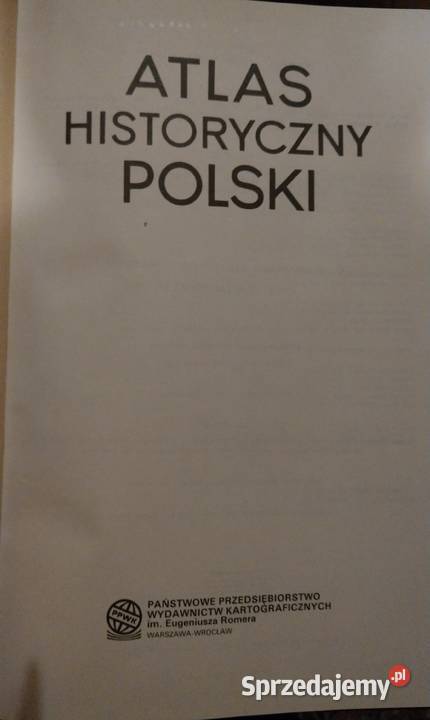 ATLAS
HISTORYCZNY
POLSKI
PPWK
PAŃSTWOWE PRZEDSIĘBIORSTWO
WYDAWNICTW KARTOGRAFICZNYCH
im. Eugeniusza Romera
WARSZAWA-WROCŁAW
Sprzedajemy.pl